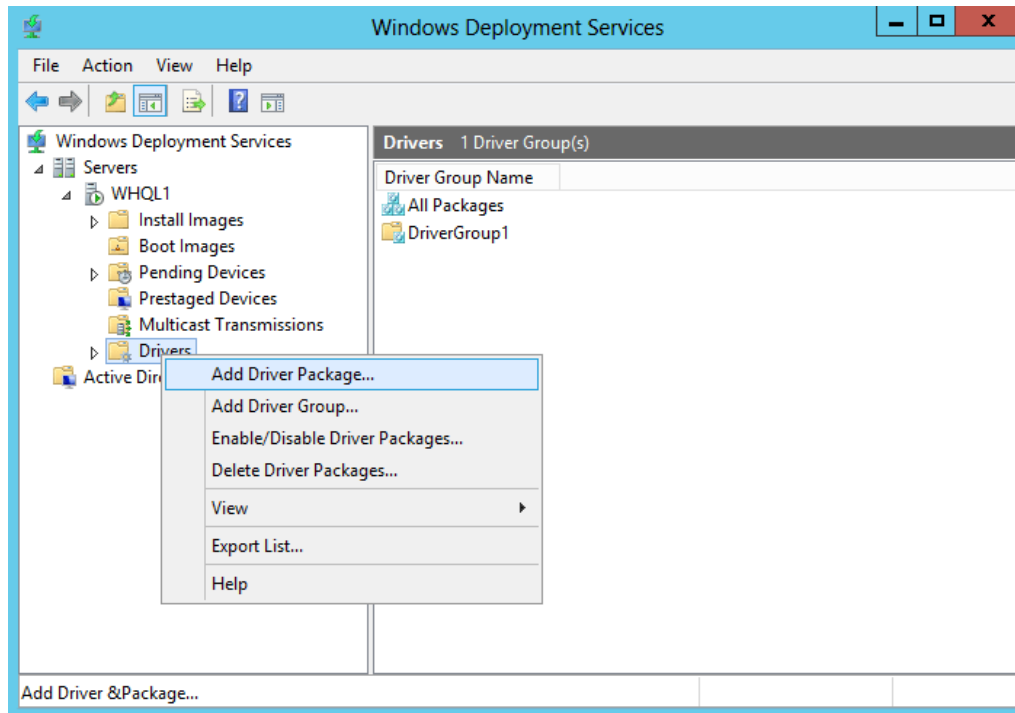 Windows Deployment Services
File Action View Help
Windows Deployment Services
Servers
WHQL1
Install Images
Boot Images
Pending Devices
Prestaged Devices
Multicast Transmissions
Drivers
Active Dire
Drivers 1 Driver Group(s)
Driver Group Name
All Packages
DriverGroup1
Add Driver Package...
Add Driver Group...
Enable/Disable Driver Packages...
Delete Driver Packages...
View
Export List...
Help
Add Driver &Package...